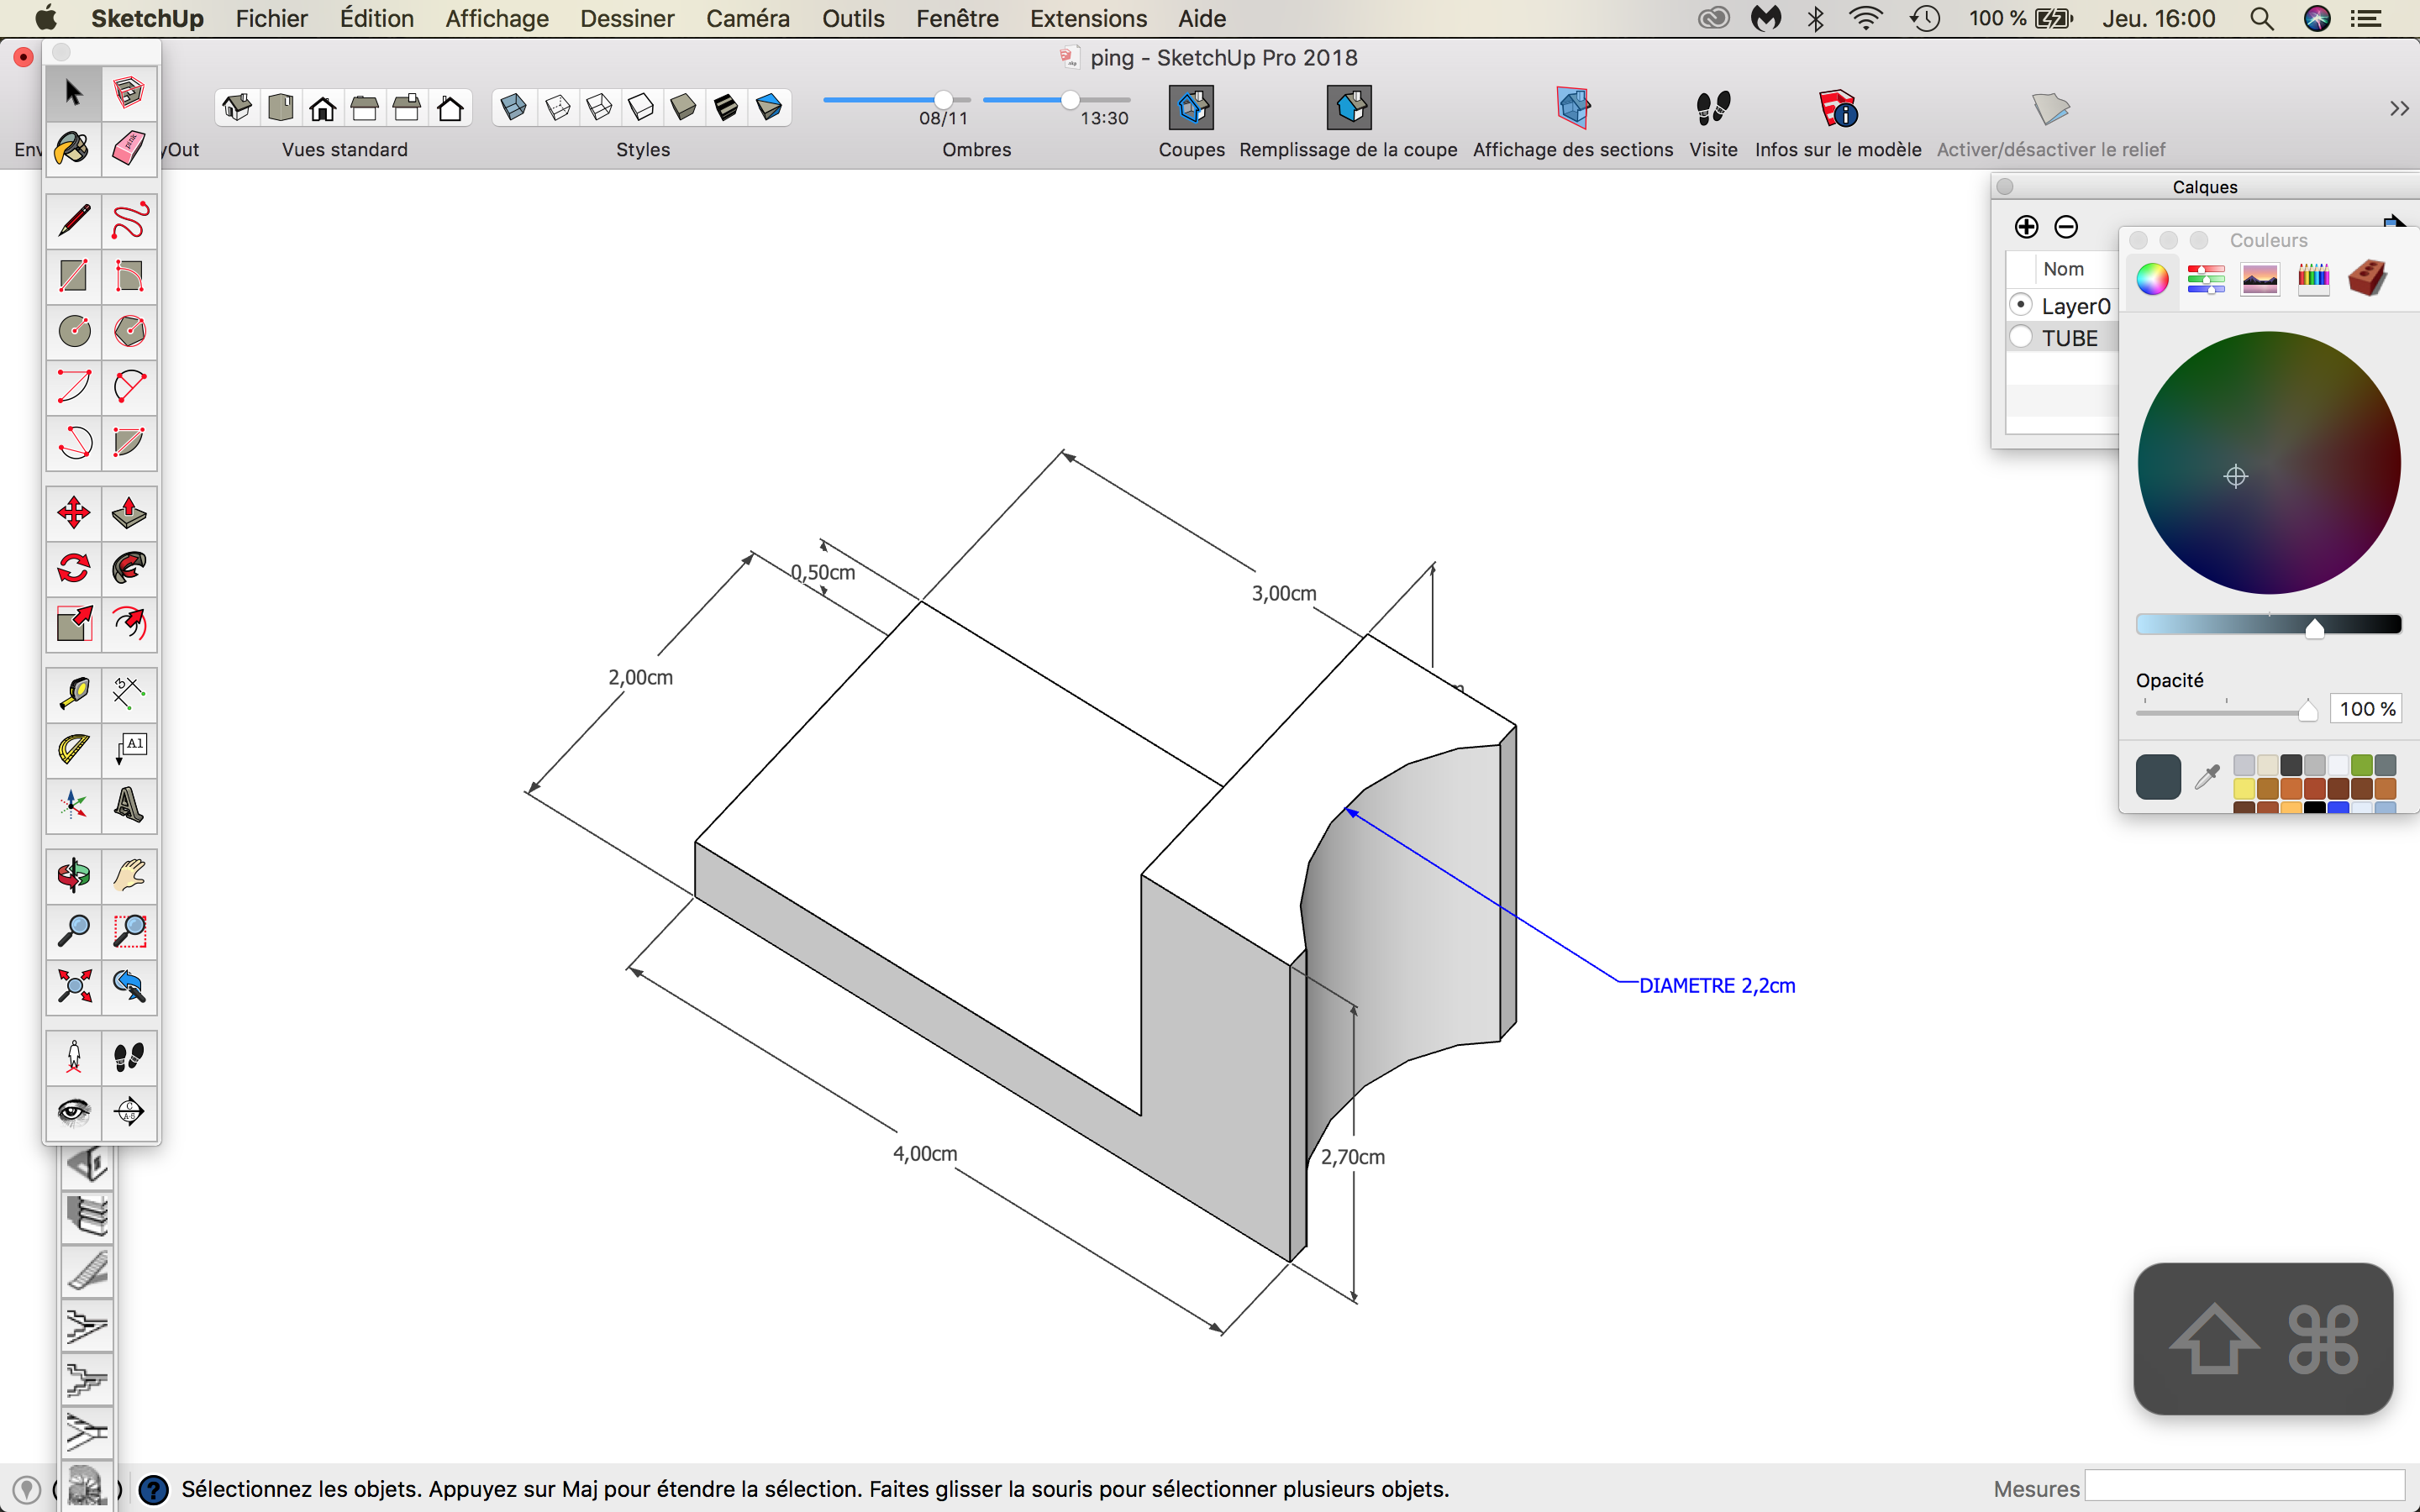 SketchUp Fichier Édition Affichage Dessiner Caméra Outils Fenêtre Extensions Aide 100 % Jeu. 16:00
ping - SketchUp Pro 2018
08/11 13:30
Vues standard Styles Ombres Coupes Remplissage de la coupe Affichage des sections Visite Infos sur le modèle Activer/désactiver le relief
Calques
Couleurs
Nom
Layer0
TUBE
0,50cm
3,00cm
2,00cm
Opacité
100 %
DIAMETRE 2,2cm
4,00cm
2,70cm
Sélectionnez les objets. Appuyez sur Maj pour étendre la sélection. Faites glisser la souris pour sélectionner plusieurs objets.
Mesures